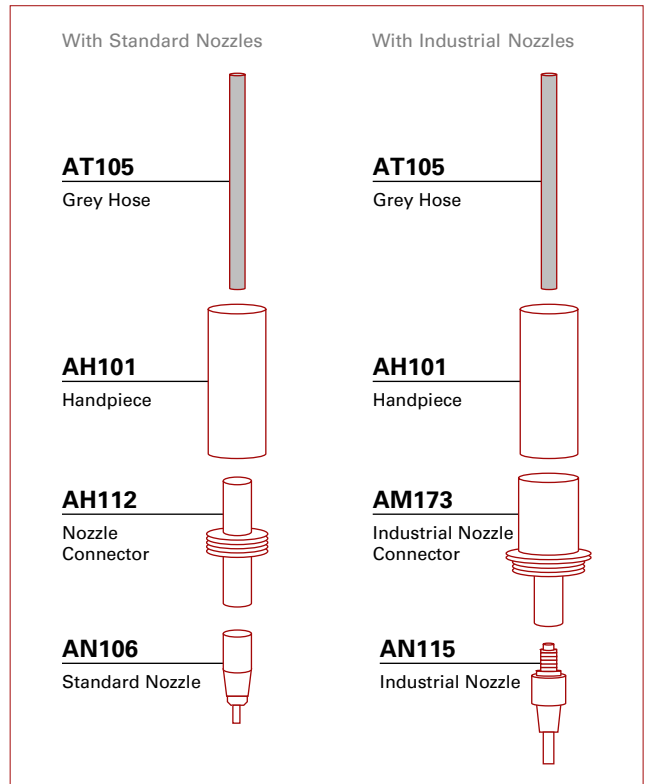 With Standard Nozzles
AT105
Grey Hose
AH101
Handpiece
AH112
Nozzle
Connector
AN106
Standard Nozzle
With Industrial Nozzles
AT105
Grey Hose
AH101
Handpiece
AM173
Industrial Nozzle
Connector
AN115
Industrial Nozzle